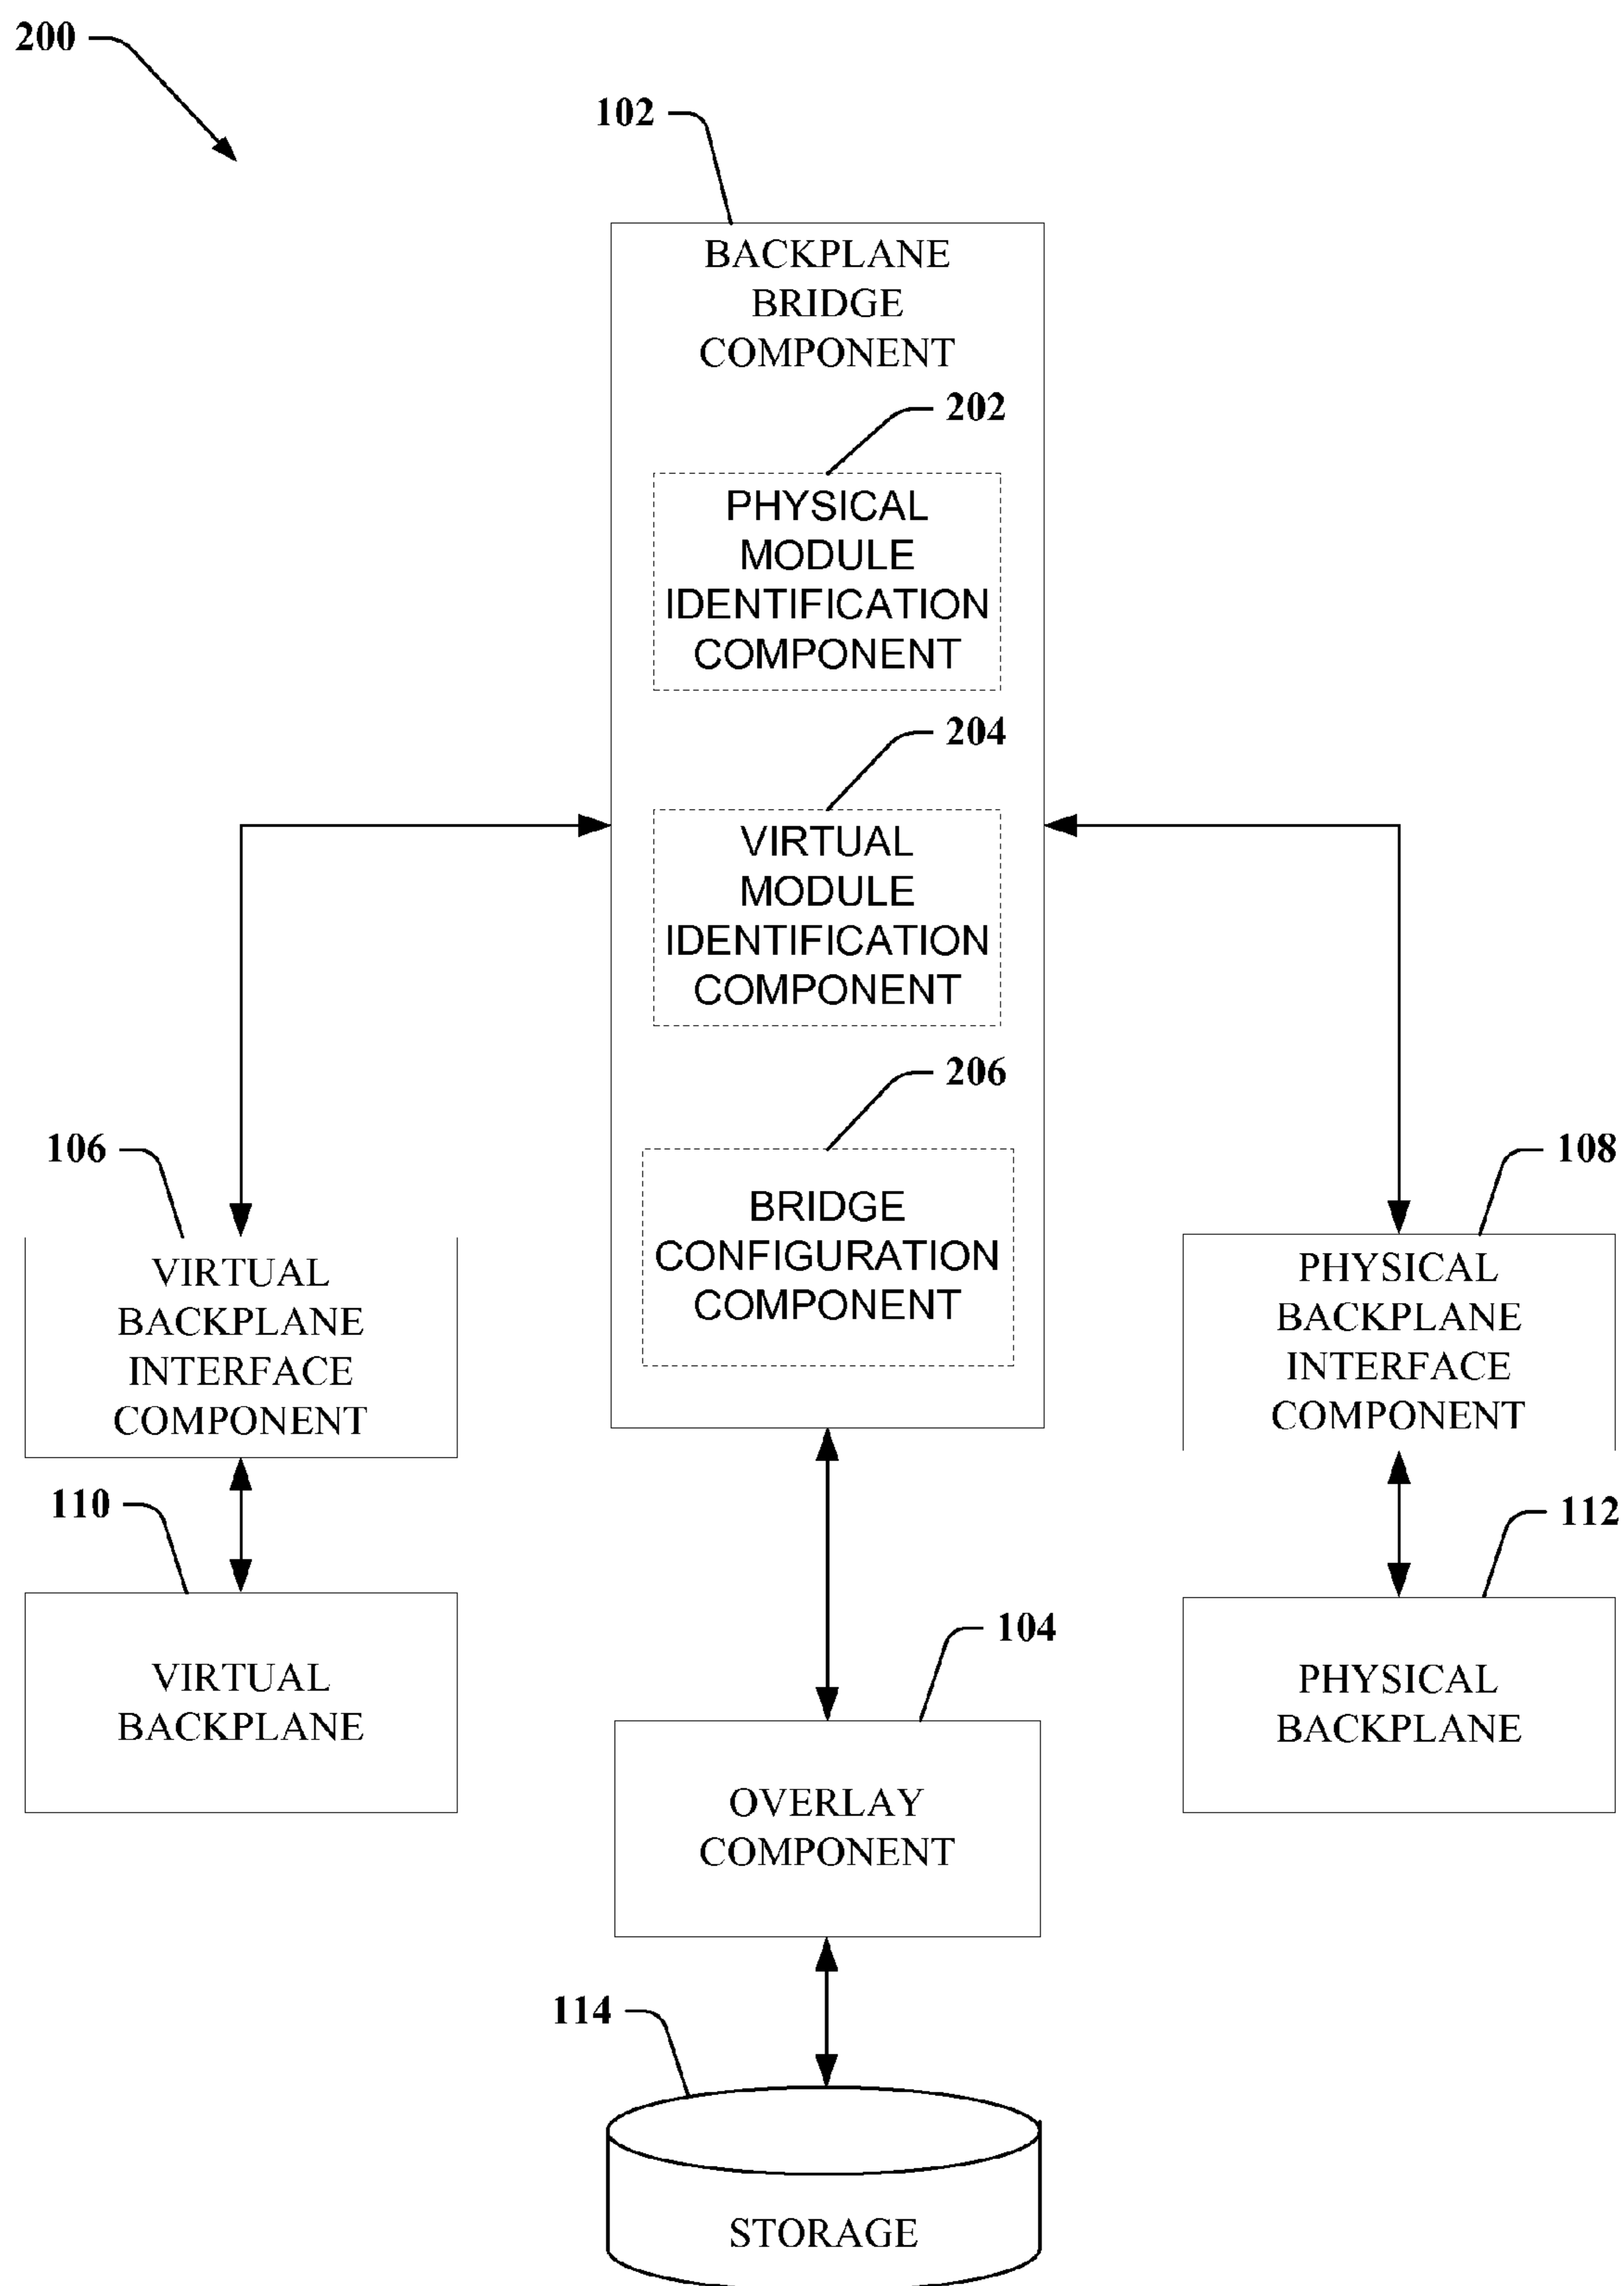 200
102
BACKPLANE
BRIDGE
COMPONENT
202
PHYSICAL
MODULE
IDENTIFICATION
COMPONENT
204
VIRTUAL
MODULE
IDENTIFICATION
COMPONENT
206
BRIDGE
CONFIGURATION
COMPONENT
106
VIRTUAL
BACKPLANE
INTERFACE
COMPONENT
108
PHYSICAL
BACKPLANE
INTERFACE
COMPONENT
110
VIRTUAL
BACKPLANE
112
PHYSICAL
BACKPLANE
104
OVERLAY
COMPONENT
114
STORAGE